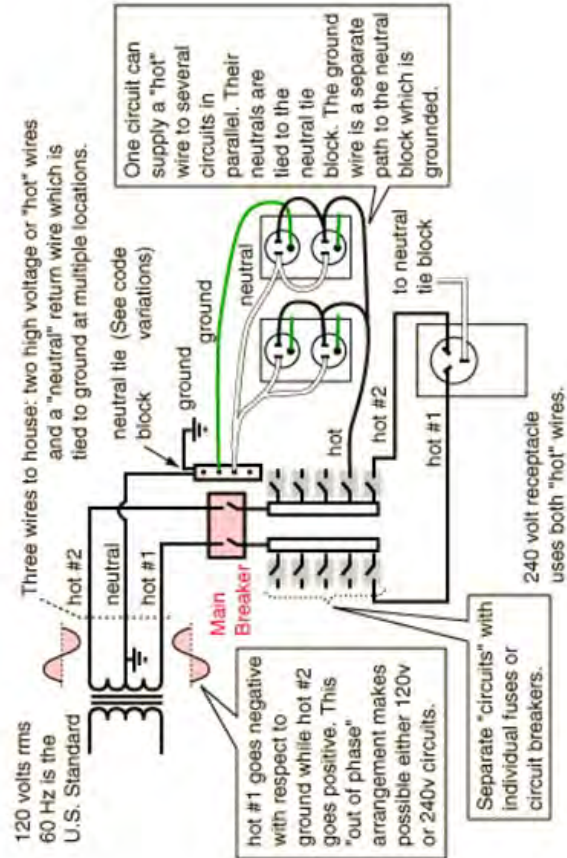 120 volts rms
60 Hz is the
U.S. Standard
Three wires to house: two high voltage or "hot" wires
and a "neutral" return wire which is
tied to ground at multiple locations.
hot #2
neutral
hot #1
neutral tie (See code
block variations)
ground
ground
neutral
Main
Breaker
hot #1 goes negative
with respect to
ground while hot #2
goes positive. This
"out of phase"
arrangement makes
possible either 120v
or 240v circuits.
hot
hot #2
hot #1
to neutral
tie block
One circuit can
supply a "hot"
wire to several
circuits in
parallel. Their
neutrals are
tied to the
neutral tie
block. The ground
wire is a separate
path to the neutral
block which is
grounded.
Separate "circuits" with
individual fuses or
circuit breakers.
240 volt receptacle
uses both "hot" wires.